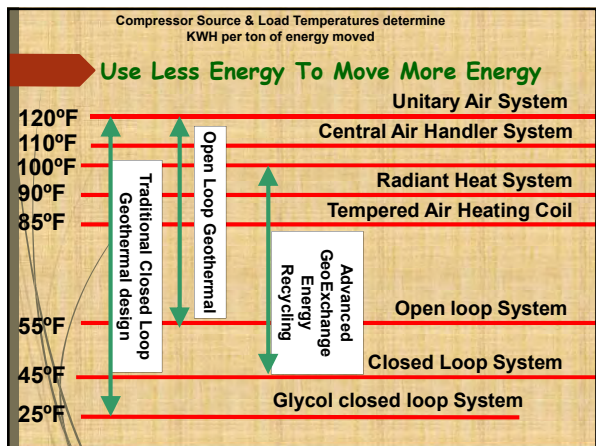 Compressor Source & Load Temperatures determine
KWH per ton of energy moved
Use Less Energy To Move More Energy
Unitary Air System
120ºF
Central Air Handler System
110ºF
100ºF
Radiant Heat System
90ºF
Tempered Air Heating Coil
85ºF
Traditional Closed Loop
Geothermal design
Open Loop Geothermal
Advanced
GeoExchange
Energy
Recycling
Open loop System
55ºF
Closed Loop System
45ºF
Glycol closed loop System
25ºF